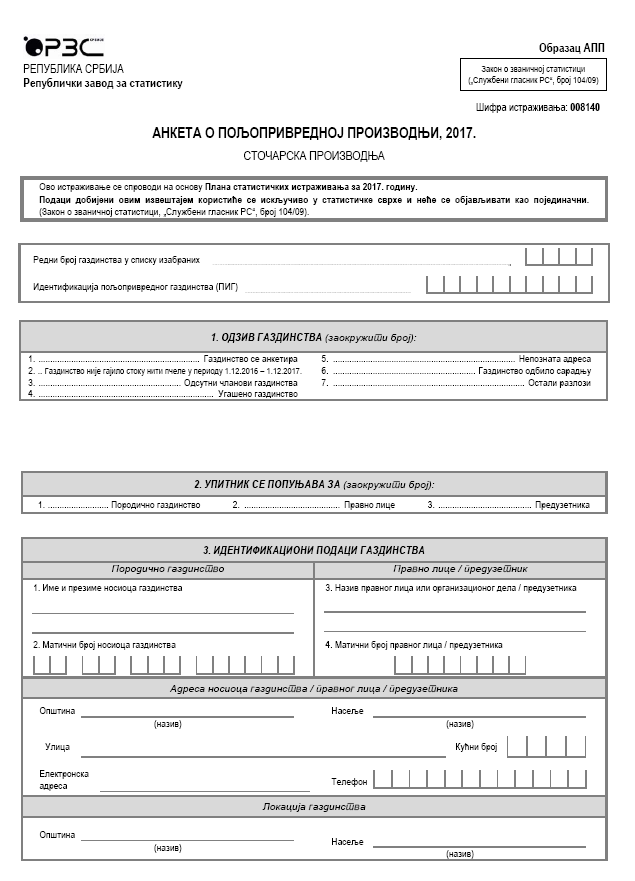 РЗС СРБИЈЕ
РЕПУБЛИКА СРБИЈА
Републички завод за статистику
Образац АПП
Закон о званичној статистици
(„Службени гласник РС“, број 104/09)
Шифра истраживања: 008140
АНКЕТА О ПОЉОПРИВРЕДНОЈ ПРОИЗВОДЊИ, 2017.
СТОЧАРСКА ПРОИЗВОДЊА
Ово истраживање се спроводи на основу Плана статистичких истраживања за 2017. годину.
Подаци добијени овим извештајем користиће се искључиво у статистичке сврхе и неће се објављивати као појединачни.
(Закон о званичној статистици, „Службени гласник РС“, број 104/09).
Редни број газдинства у списку изабраних
Идентификација пољопривредног газдинства (ПИГ)
1. ОДЗИВ ГАЗДИНСТВА (заокружити број):
1. Газдинство се анкетира
2. .. Газдинство није гајило стоку нити пчеле у периоду 1.12.2016 – 1.12.2017.
3. Одсутни чланови газдинства
4. Угашено газдинство
5. Непозната адреса
6. Газдинство одбило сарадњу
7. Остали разлози
2. УПИТНИК СЕ ПОПУЊАВА ЗА (заокружити број):
1. Породично газдинство 2. Правно лице 3. Предузетника
3. ИДЕНТИФИКАЦИОНИ ПОДАЦИ ГАЗДИНСТВА
Породично газдинство
1. Име и презиме носиоца газдинства
2. Матични број носиоца газдинства
Правно лице / предузетник
3. Назив правног лица или организационог дела / предузетника
4. Матични број правног лица / предузетника
Адреса носиоца газдинства / правног лица / предузетника
Општина Насеље
(назив) (назив)
Улица Кућни број
Електронска
адреса Телефон
Локација газдинства
Општина Насеље
(назив) (назив)